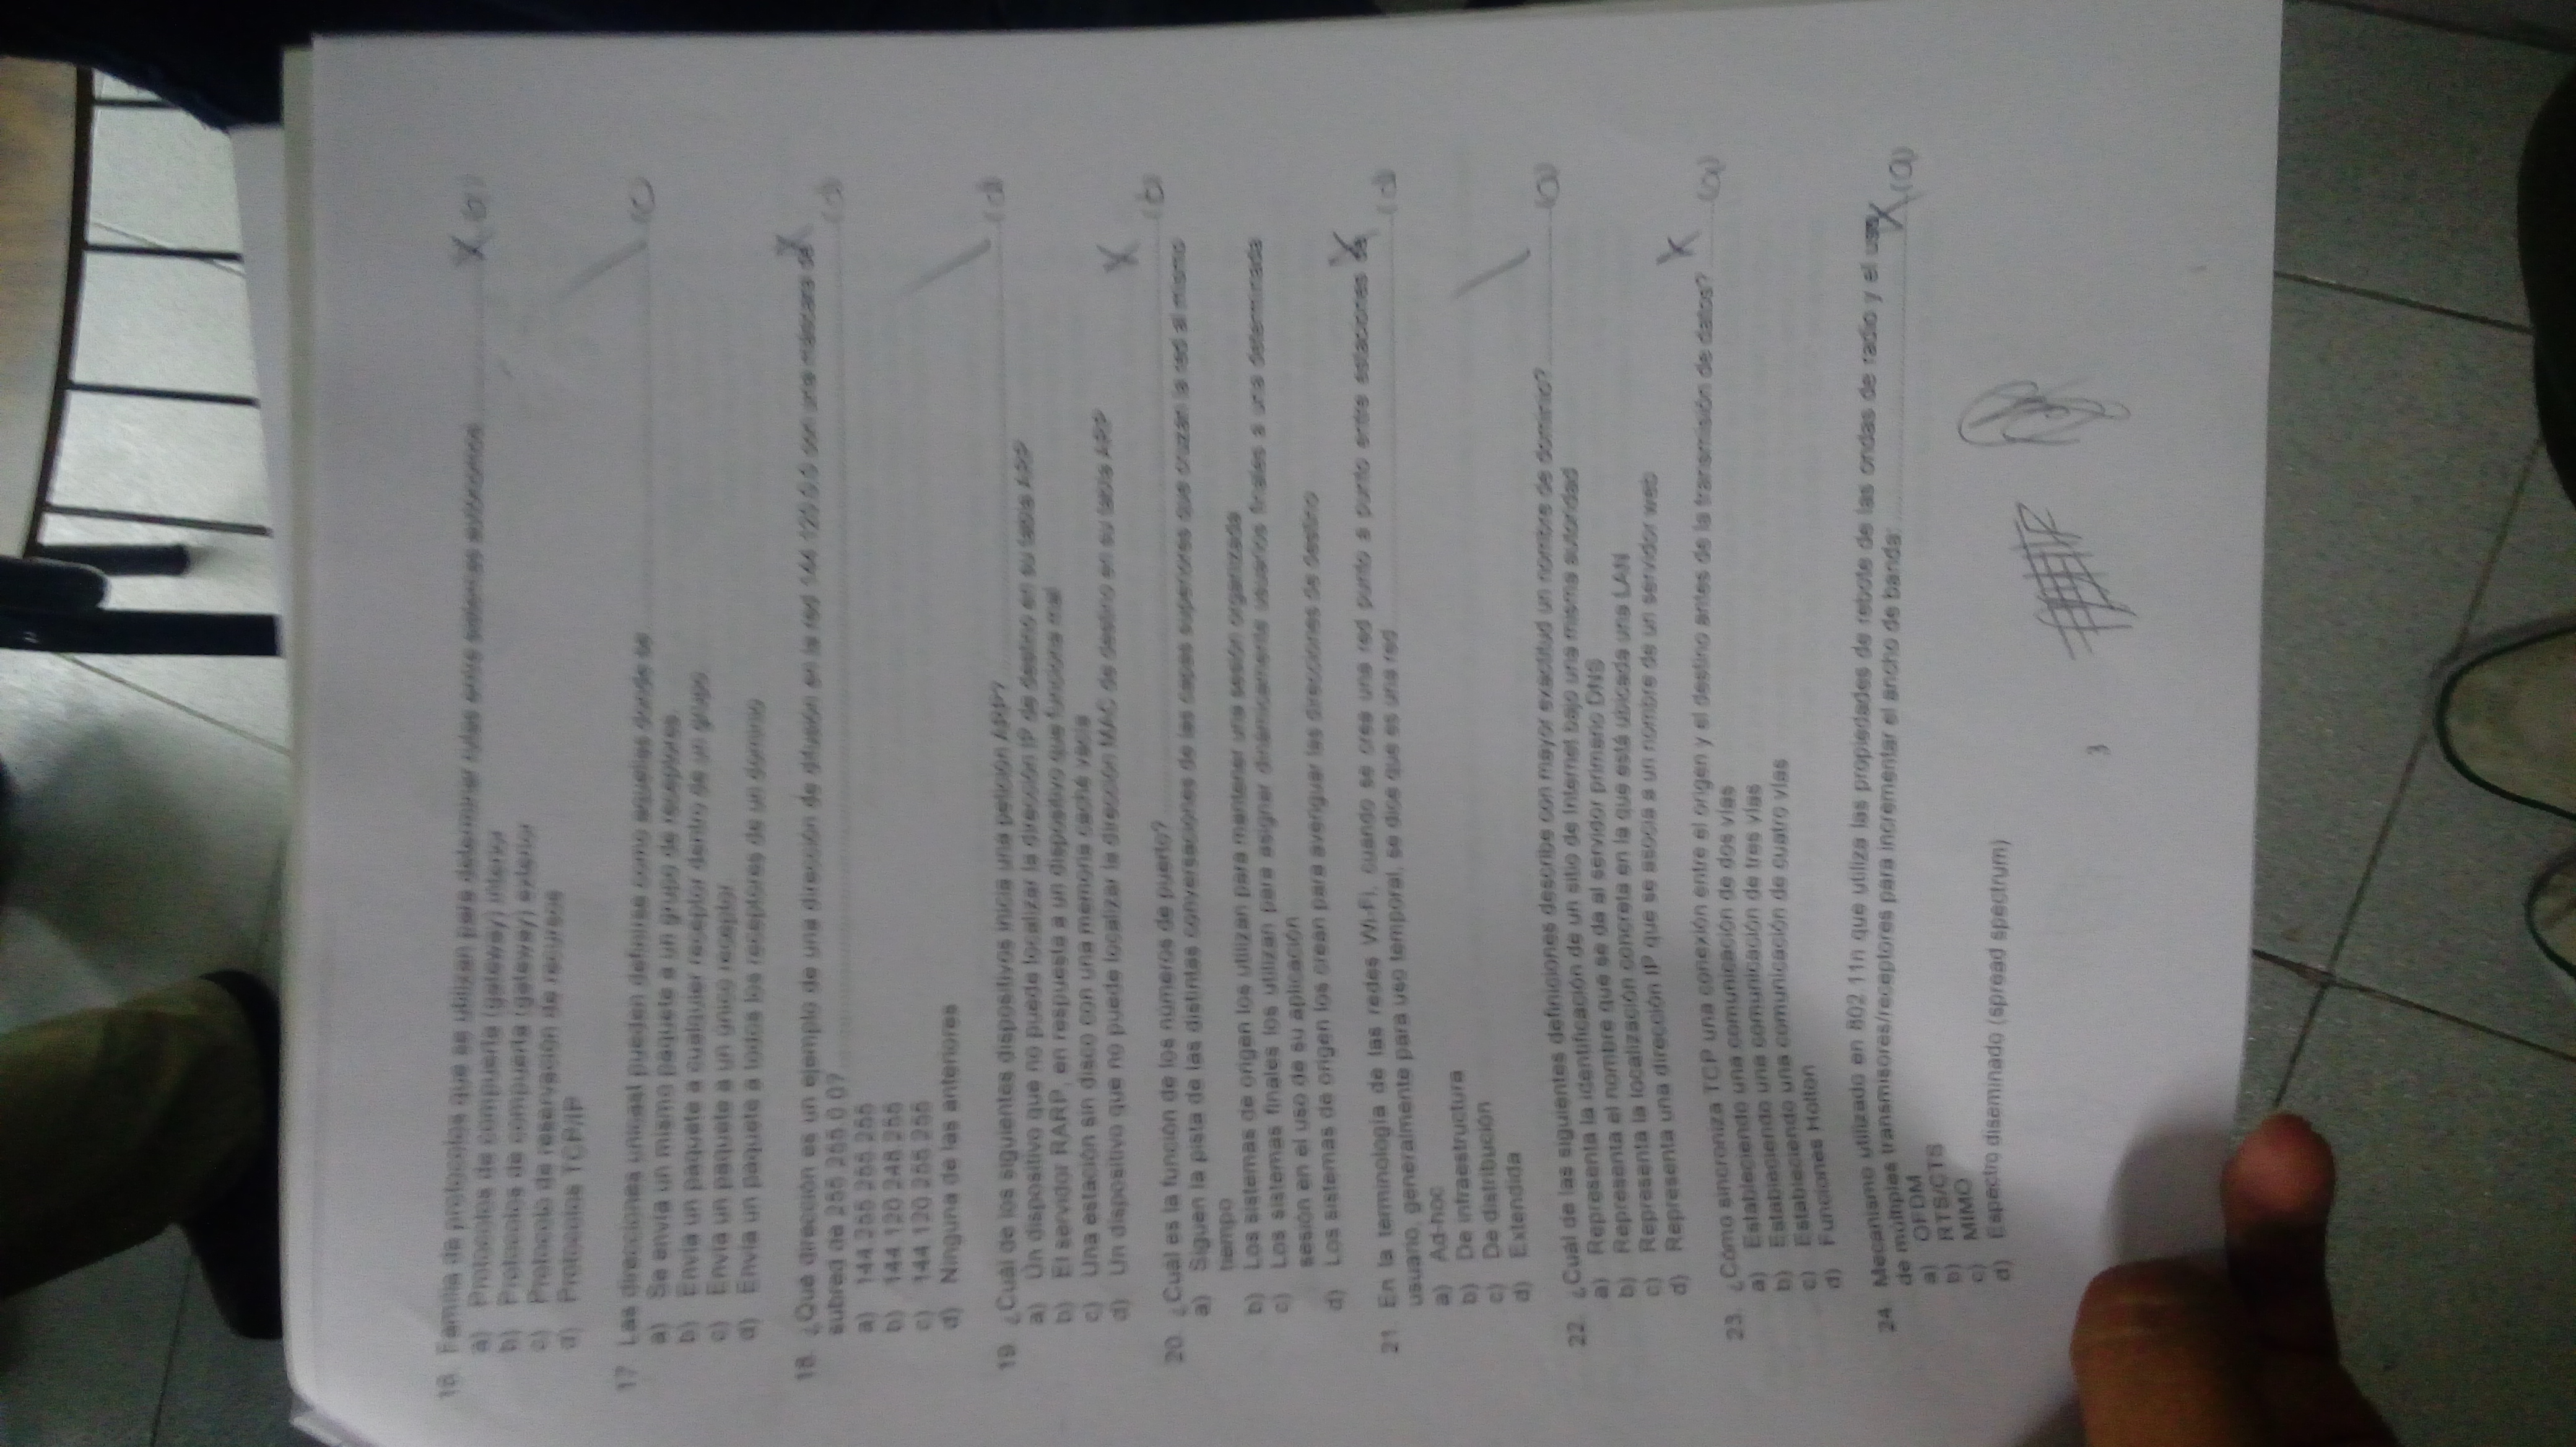 16. Familia de protocolos que se utilizan para determinar rutas entre sistemas autónomos
a) Protocolos de compuerta (gateway) interior
b) Protocolos de compuerta (gateway) exterior
c) Protocolo de reservación de recursos
d) Protocolos TCP/IP
17. Las direcciones unicast pueden definirse como aquellas donde se (c)
a) Se envía un mismo paquete a un grupo de receptores
b) Envía un paquete a cualquier receptor dentro de un grupo
c) Envía un paquete a un único receptor
d) Envía un paquete a todos los receptores de un dominio
18. ¿Qué dirección es un ejemplo de una dirección de difusión en la red 144.120.0.0 con una máscara de
subred de 255.255.0.0? (d)
a) 144.255.255.255
b) 144.120.248.255
c) 144.120.255.255
d) Ninguna de las anteriores
19. ¿Cuál de los siguientes dispositivos inicia una petición ARP? (d)
a) Un dispositivo que no puede localizar la dirección IP de destino en su tabla ARP
b) El servidor RARP, en respuesta a un dispositivo que funciona mal
c) Una estación sin disco con una memoria caché vacía
d) Un dispositivo que no puede localizar la dirección MAC de destino en su tabla ARP
20. ¿Cuál es la función de los números de puerto? (b)
a) Siguen la pista de las distintas conversaciones de las capas superiores que cruzan la red al mismo
tiempo
b) Los sistemas de origen los utilizan para mantener una sesión organizada
c) Los sistemas finales los utilizan para asignar dinámicamente usuarios finales a una determinada
sesión en el uso de su aplicación
d) Los sistemas de origen los crean para averiguar las direcciones de destino
21. En la terminología de las redes Wi-Fi, cuando se crea una red punto a punto entre estaciones de
usuario, generalmente para uso temporal, se dice que es una red (d)
a) Ad-hoc
b) De infraestructura
c) De distribución
d) Extendida
22. ¿Cuál de las siguientes definiciones describe con mayor exactitud un nombre de dominio? (a)
a) Representa la identificación de un sitio de Internet bajo una misma autoridad
b) Representa el nombre que se da al servidor primario DNS
c) Representa la localización concreta en la que está ubicada una LAN
d) Representa una dirección IP que se asocia a un nombre de un servidor web
23. ¿Cómo sincroniza TCP una conexión entre el origen y el destino antes de la transmisión de datos? (a)
a) Estableciendo una comunicación de dos vías
b) Estableciendo una comunicación de tres vías
c) Estableciendo una comunicación de cuatro vías
d) Funciones Holton
24. Mecanismo utilizado en 802.11n que utiliza las propiedades de rebote de las ondas de radio y el uso
de múltiples transmisores/receptores para incrementar el ancho de banda: (a)
a) OFDM
b) RTS/CTS
c) MIMO
d) Espectro diseminado (spread spectrum)
3